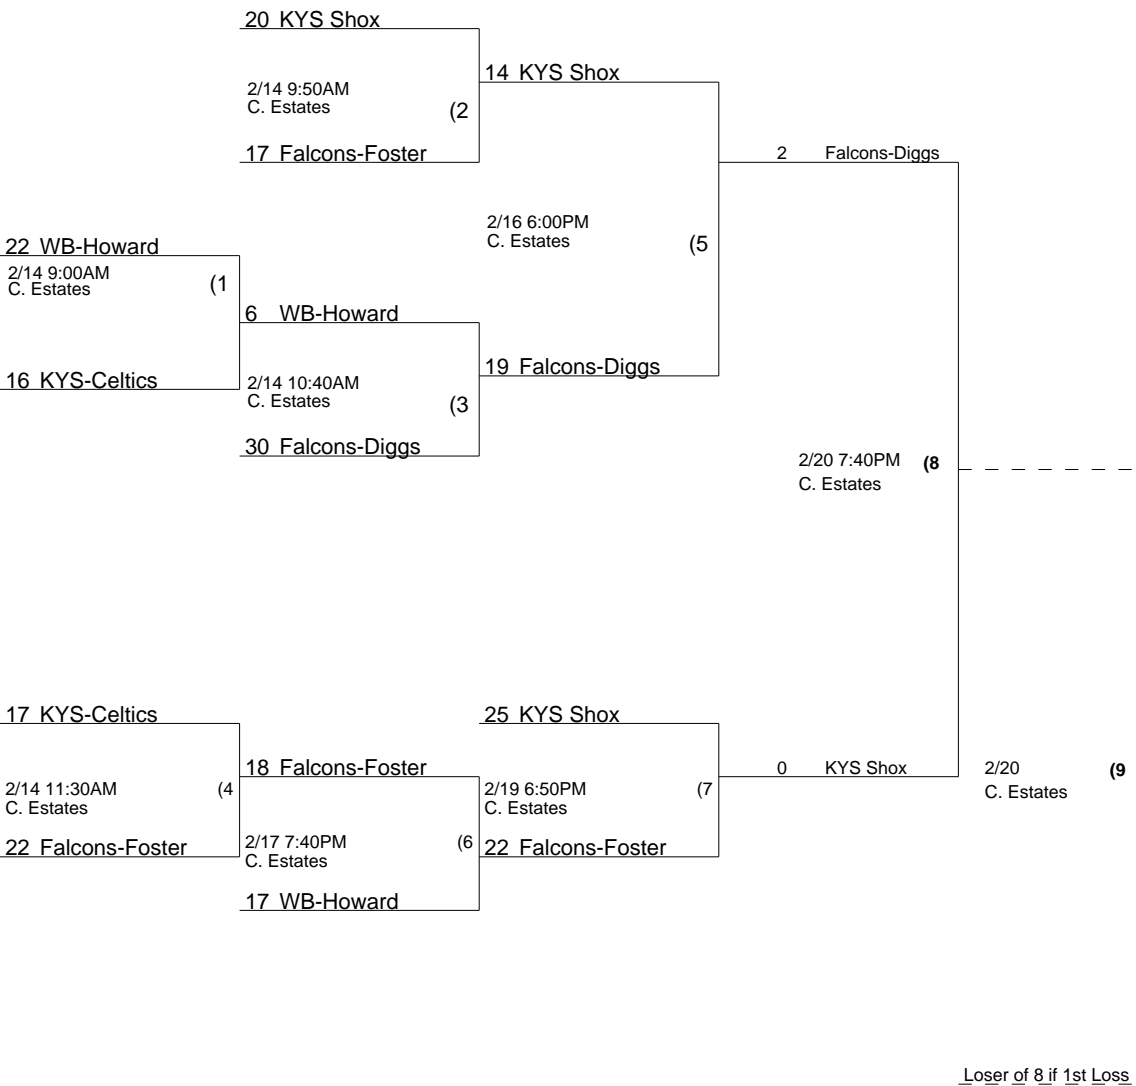 20 KYS Shox
14 KYS Shox
2/14 9:50AM
C. Estates
(2
17 Falcons-Foster
2 Falcons-Diggs
2/16 6:00PM
C. Estates
(5
22 WB-Howard
2/14 9:00AM
C. Estates
(1
6 WB-Howard
19 Falcons-Diggs
16 KYS-Celtics
2/14 10:40AM
C. Estates
(3
30 Falcons-Diggs
2/20 7:40PM (8
C. Estates
17 KYS-Celtics
25 KYS Shox
18 Falcons-Foster
0 KYS Shox
2/20 (9
C. Estates
2/14 11:30AM (4
C. Estates
2/19 6:50PM (7
C. Estates
22 Falcons-Foster
2/17 7:40PM (6
C. Estates
22 Falcons-Foster
17 WB-Howard
Loser of 8 if 1st Loss